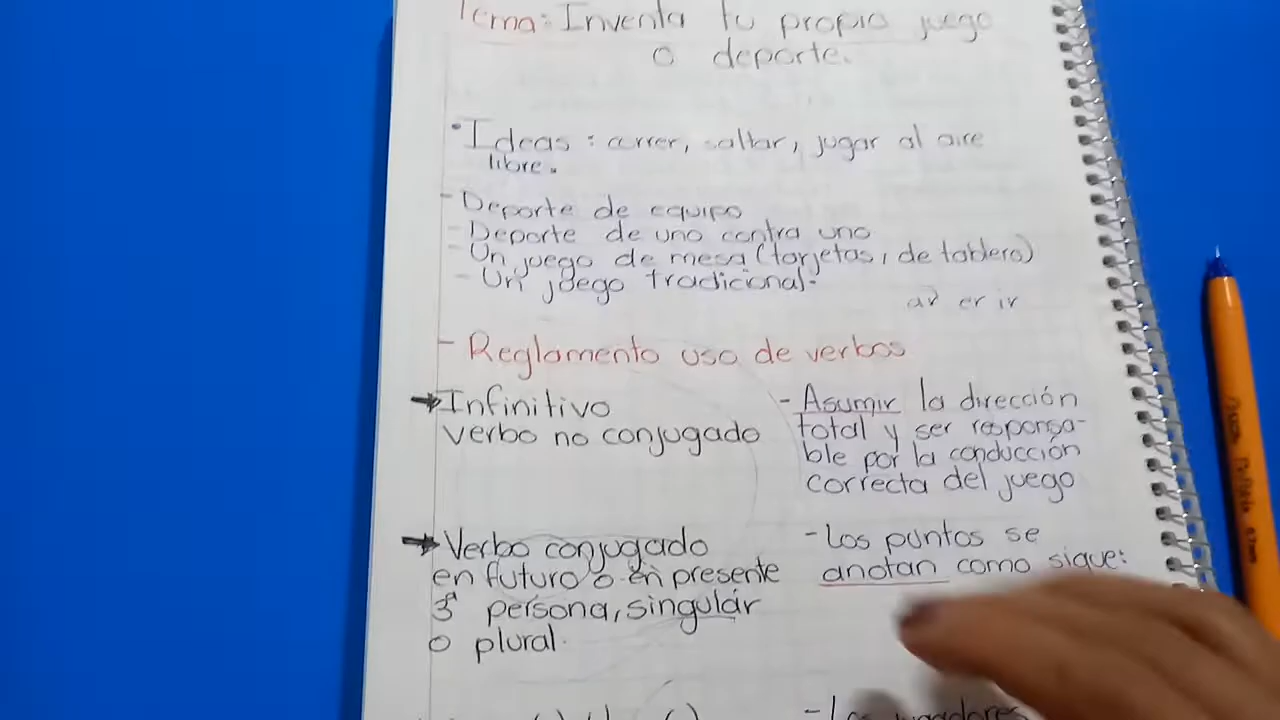 Tema: Inventa tu propio juego
o deporte.
• Ideas: correr, saltar, jugar al aire
libre.
- Deporte de equipo
- Deporte de uno contra uno
- Un juego de mesa (tarjetas, de tablero)
- Un juego tradicional.
ar er ir
- Reglamento uso de verbos
→ Infinitivo
verbo no conjugado
- Asumir la dirección
total y ser responsa-
ble por la conducción
correcta del juego
→ Verbo conjugado
en futuro o en presente
3ª persona, singular
o plural.
- Los puntos se
anotan como sigue:
- Los jugadores